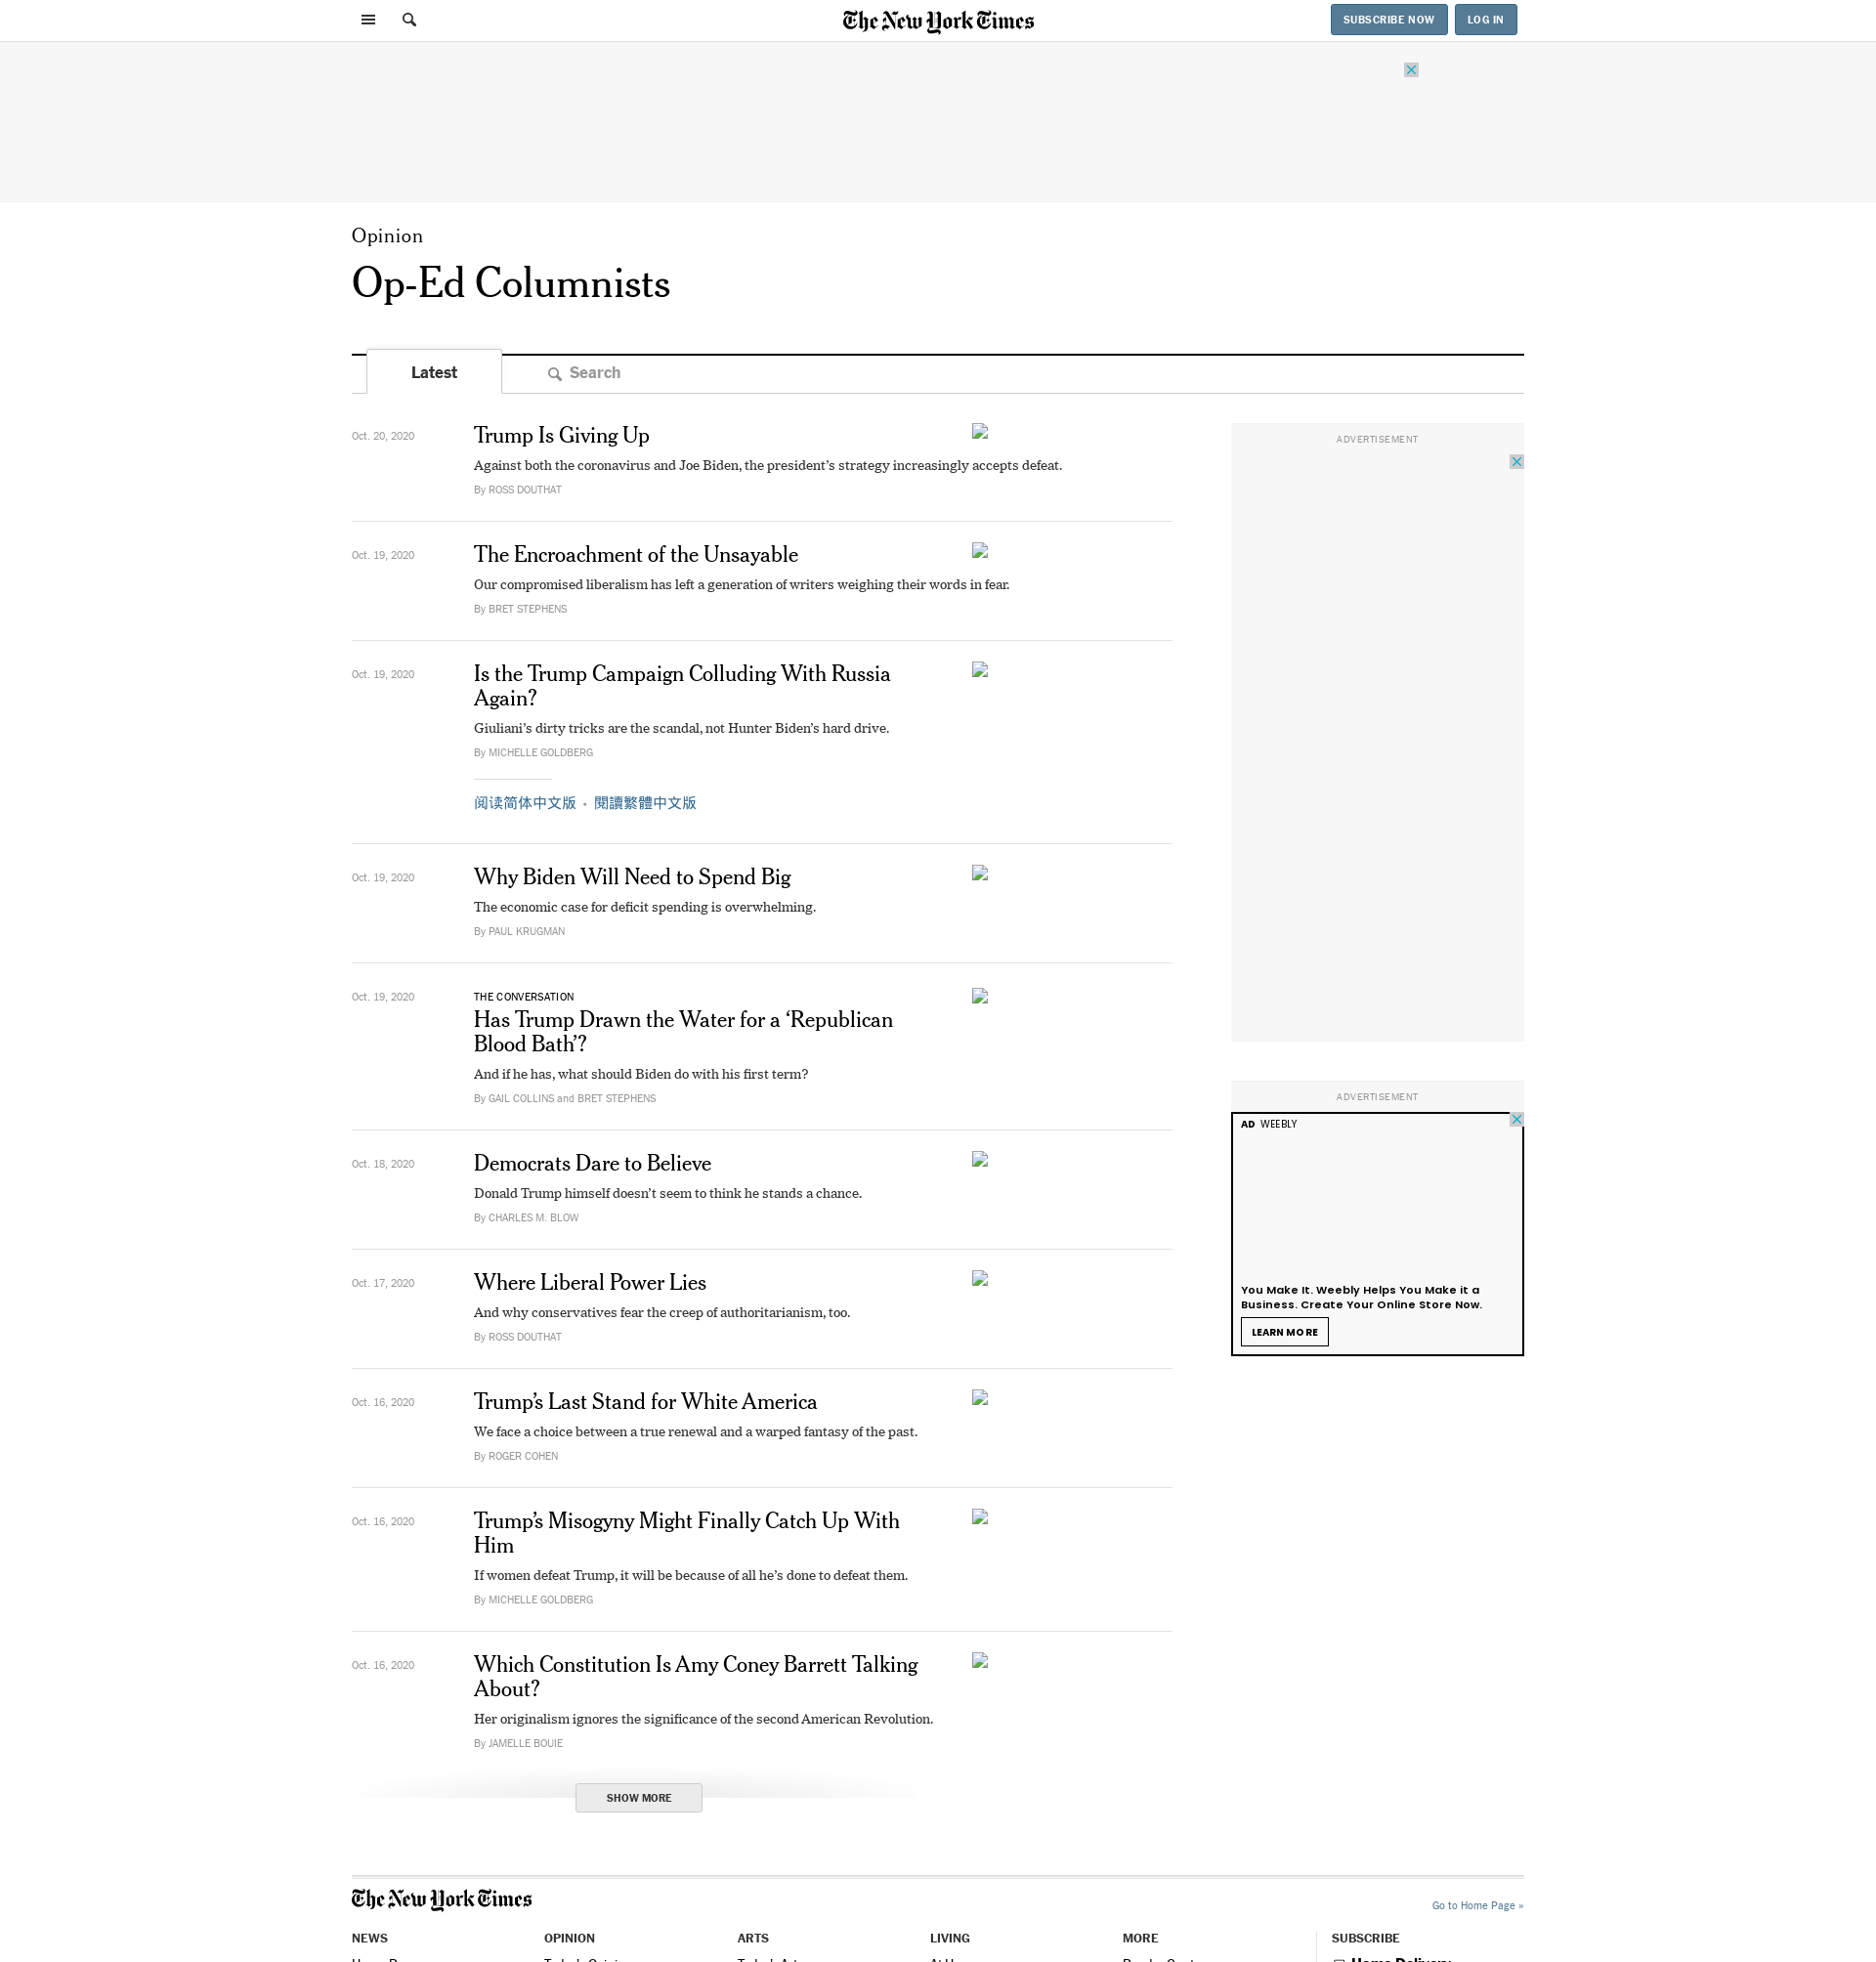 The New York Times
SUBSCRIBE NOW
LOG IN
Opinion
Op-Ed Columnists
Latest
Search
Oct. 20, 2020
Trump Is Giving Up
Against both the coronavirus and Joe Biden, the president’s strategy increasingly accepts defeat.
By ROSS DOUTHAT
Oct. 19, 2020
The Encroachment of the Unsayable
Our compromised liberalism has left a generation of writers weighing their words in fear.
By BRET STEPHENS
Oct. 19, 2020
Is the Trump Campaign Colluding With Russia
Again?
Giuliani’s dirty tricks are the scandal, not Hunter Biden’s hard drive.
By MICHELLE GOLDBERG
阅读简体中文版 • 閱讀繁體中文版
Oct. 19, 2020
Why Biden Will Need to Spend Big
The economic case for deficit spending is overwhelming.
By PAUL KRUGMAN
Oct. 19, 2020
THE CONVERSATION
Has Trump Drawn the Water for a ‘Republican
Blood Bath’?
And if he has, what should Biden do with his first term?
By GAIL COLLINS and BRET STEPHENS
Oct. 18, 2020
Democrats Dare to Believe
Donald Trump himself doesn’t seem to think he stands a chance.
By CHARLES M. BLOW
Oct. 17, 2020
Where Liberal Power Lies
And why conservatives fear the creep of authoritarianism, too.
By ROSS DOUTHAT
Oct. 16, 2020
Trump’s Last Stand for White America
We face a choice between a true renewal and a warped fantasy of the past.
By ROGER COHEN
Oct. 16, 2020
Trump’s Misogyny Might Finally Catch Up With
Him
If women defeat Trump, it will be because of all he’s done to defeat them.
By MICHELLE GOLDBERG
Oct. 16, 2020
Which Constitution Is Amy Coney Barrett Talking
About?
Her originalism ignores the significance of the second American Revolution.
By JAMELLE BOUIE
SHOW MORE
ADVERTISEMENT
ADVERTISEMENT
AD WEEBLY
You Make It. Weebly Helps You Make it a
Business. Create Your Online Store Now.
LEARN MORE
The New York Times
Go to Home Page »
NEWS
OPINION
ARTS
LIVING
MORE
SUBSCRIBE